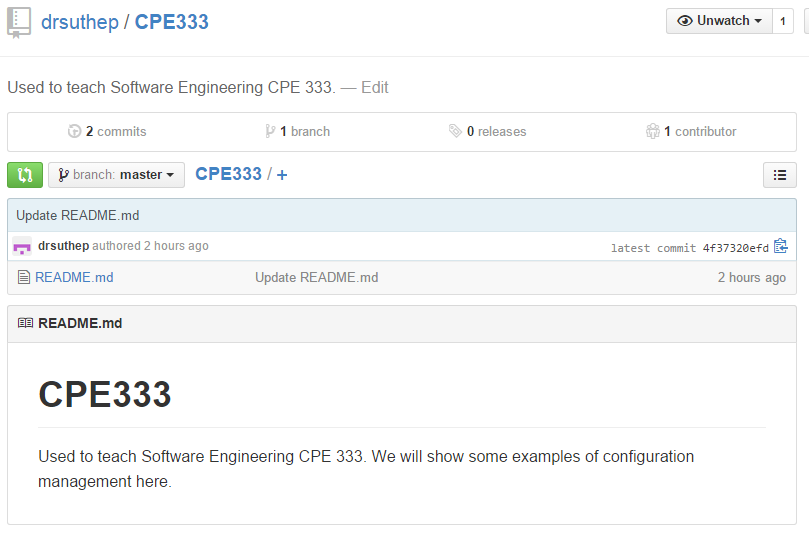 drsuthep / CPE333
Unwatch 1
Used to teach Software Engineering CPE 333. — Edit
2 commits 1 branch 0 releases 1 contributor
branch: master CPE333 / +
Update README.md
drsuthep authored 2 hours ago latest commit 4f37320efd
README.md Update README.md 2 hours ago
README.md
CPE333
Used to teach Software Engineering CPE 333. We will show some examples of configuration
management here.